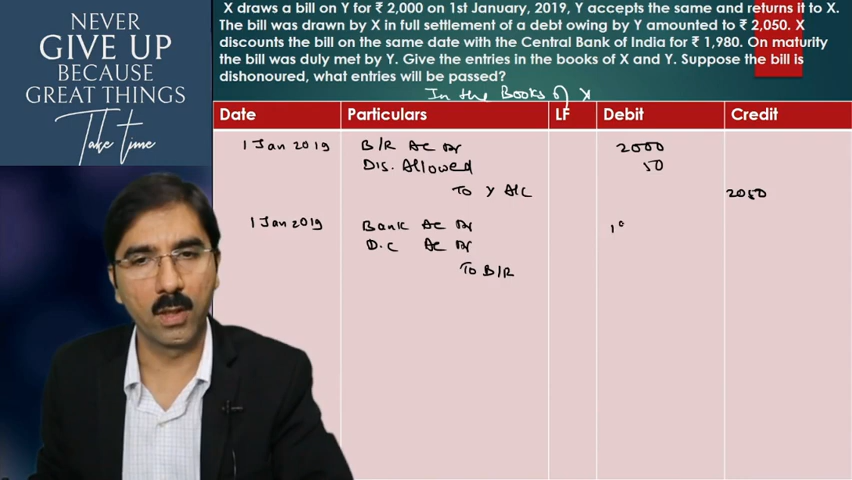 NEVER
GIVE UP
BECAUSE
GREAT THINGS
Take time
X draws a bill on Y for ₹ 2,000 on 1st January, 2019, Y accepts the same and returns it to X.
The bill was drawn by X in full settlement of a debt owing by Y amounted to ₹ 2,050. X
discounts the bill on the same date with the Central Bank of India for ₹ 1,980. On maturity
the bill was duly met by Y. Give the entries in the books of X and Y. Suppose the bill is
dishonoured, what entries will be passed?
In the Books of X
Date Particulars LF Debit Credit
1 Jan 2019 B/R Ac Dr 2000
Dis. Allowed 50
To Y A/C 2050
1 Jan 2019 Bank Ac Dr 19
D.C Ac Dr
To B/R